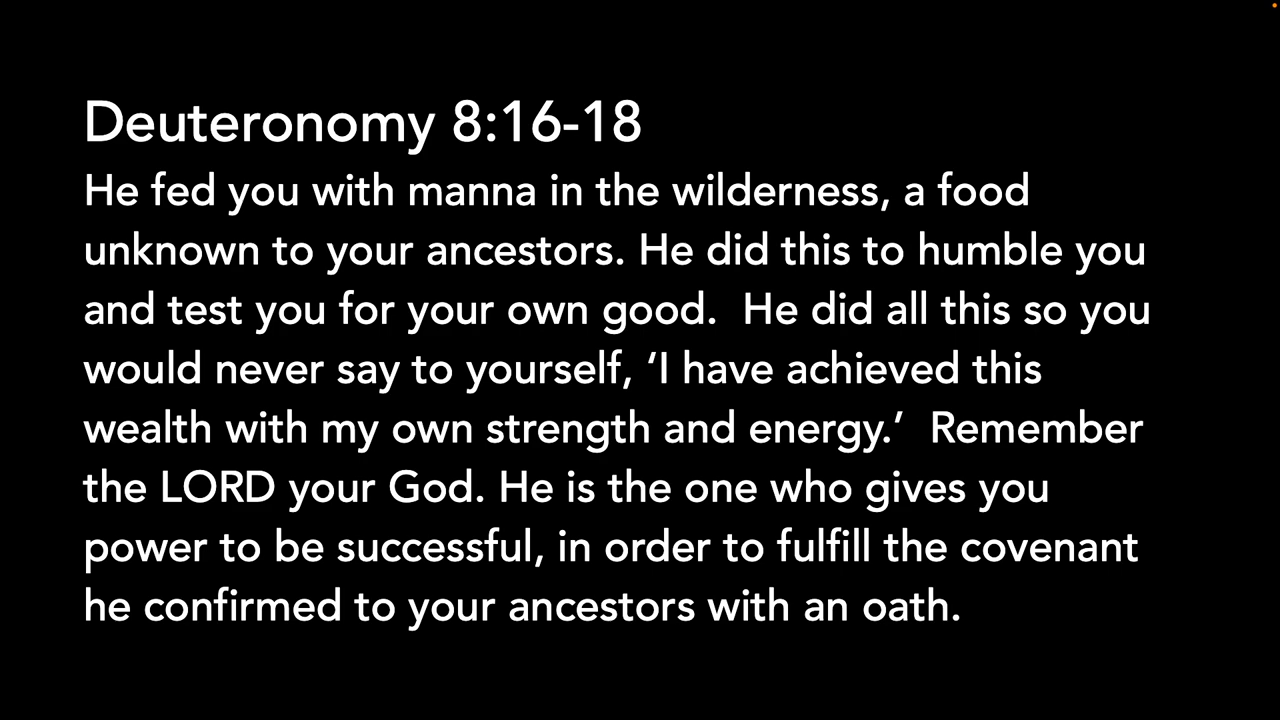 Deuteronomy 8:16-18
He fed you with manna in the wilderness, a food
unknown to your ancestors. He did this to humble you
and test you for your own good.  He did all this so you
would never say to yourself, ‘I have achieved this
wealth with my own strength and energy.’  Remember
the LORD your God. He is the one who gives you
power to be successful, in order to fulfill the covenant
he confirmed to your ancestors with an oath.